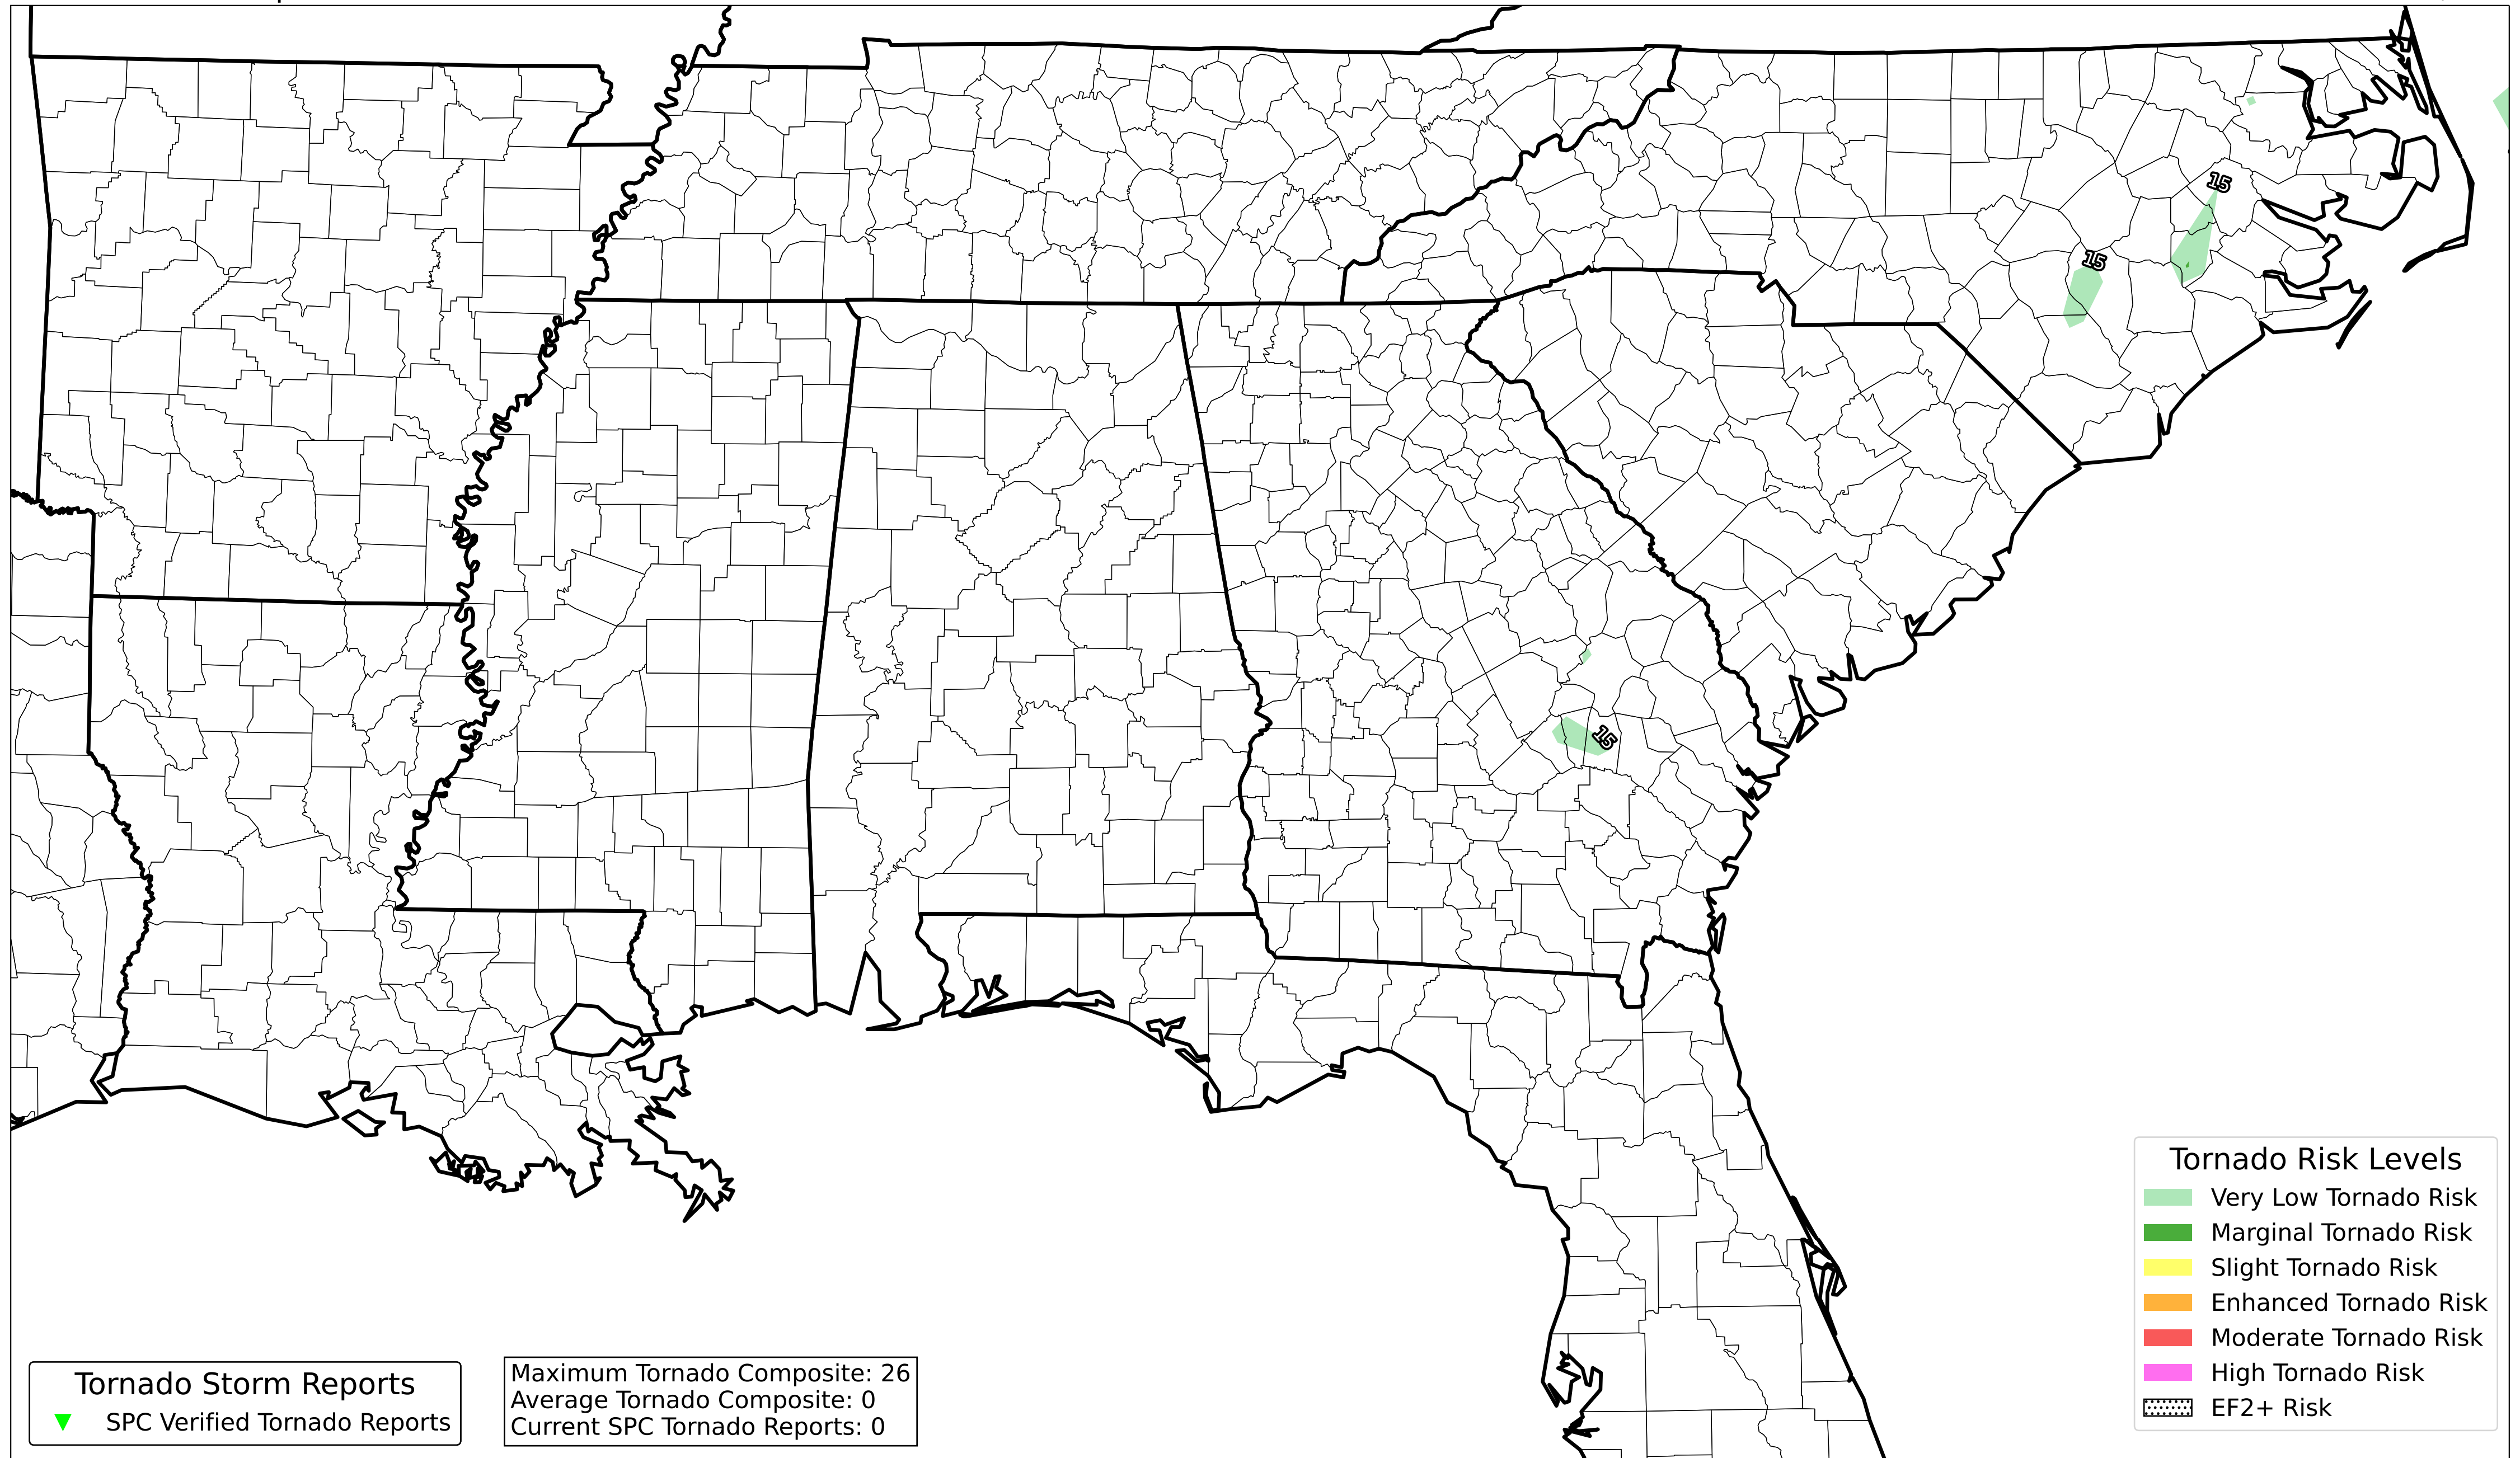 15
15
15
Tornado Risk Levels
Very Low Tornado Risk
Marginal Tornado Risk
Slight Tornado Risk
Enhanced Tornado Risk
Moderate Tornado Risk
High Tornado Risk
EF2+ Risk
Tornado Storm Reports
SPC Verified Tornado Reports
Maximum Tornado Composite: 26
Average Tornado Composite: 0
Current SPC Tornado Reports: 0